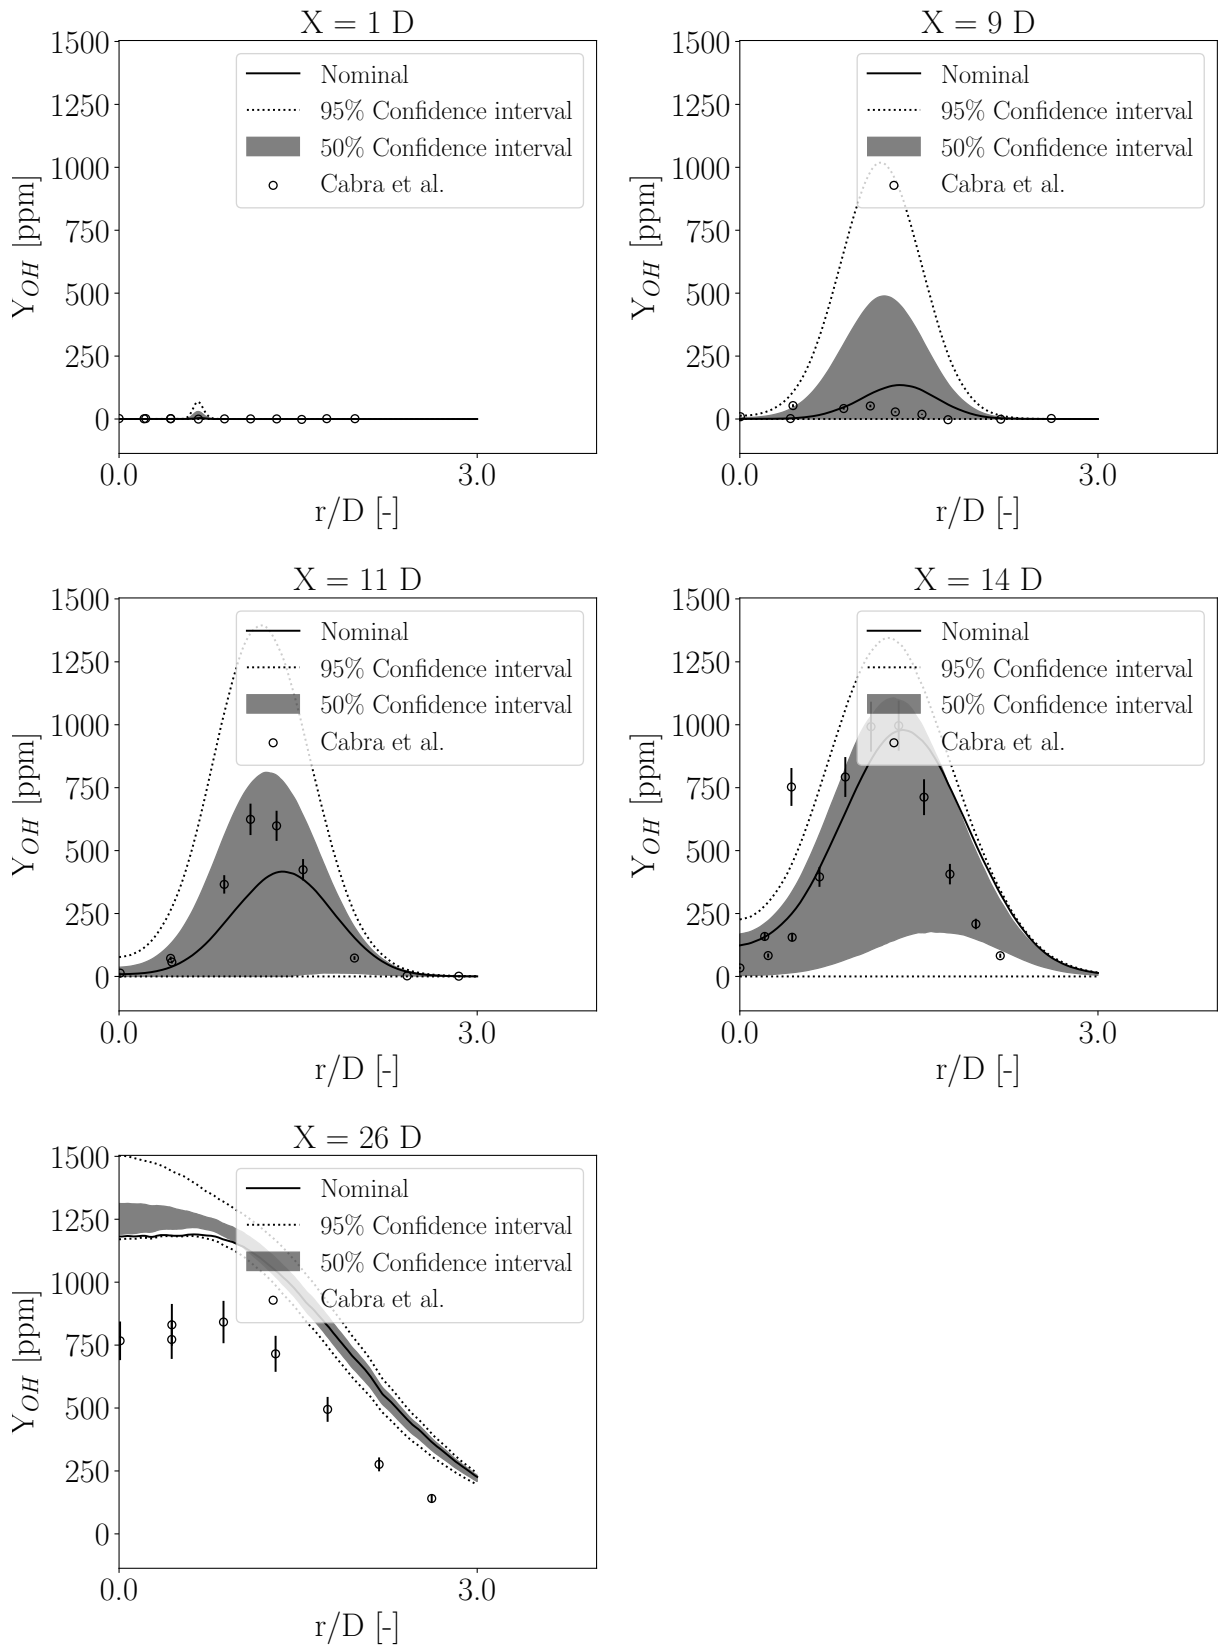 X = 1 D
1500
1250
1000
750
500
250
0
Y_OH [ppm]
Nominal
95% Confidence interval
50% Confidence interval
Cabra et al.
0.0 3.0
r/D [-]
X = 9 D
1500
1250
1000
750
500
250
0
Y_OH [ppm]
Nominal
95% Confidence interval
50% Confidence interval
Cabra et al.
0.0 3.0
r/D [-]
X = 11 D
1500
1250
1000
750
500
250
0
Y_OH [ppm]
Nominal
95% Confidence interval
50% Confidence interval
Cabra et al.
0.0 3.0
r/D [-]
X = 14 D
1500
1250
1000
750
500
250
0
Y_OH [ppm]
Nominal
95% Confidence interval
50% Confidence interval
Cabra et al.
0.0 3.0
r/D [-]
X = 26 D
1500
1250
1000
750
500
250
0
Y_OH [ppm]
Nominal
95% Confidence interval
50% Confidence interval
Cabra et al.
0.0 3.0
r/D [-]